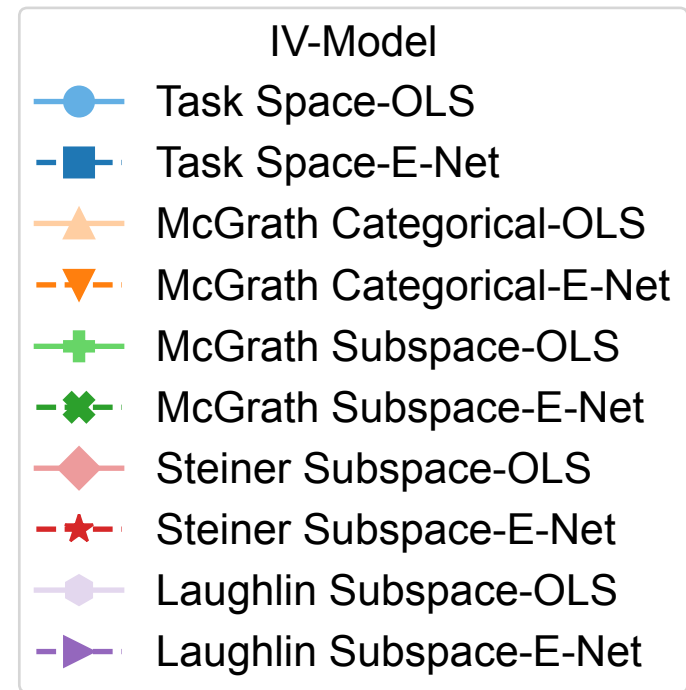 IV-Model
Task Space-OLS
Task Space-E-Net
McGrath Categorical-OLS
McGrath Categorical-E-Net
McGrath Subspace-OLS
McGrath Subspace-E-Net
Steiner Subspace-OLS
Steiner Subspace-E-Net
Laughlin Subspace-OLS
Laughlin Subspace-E-Net